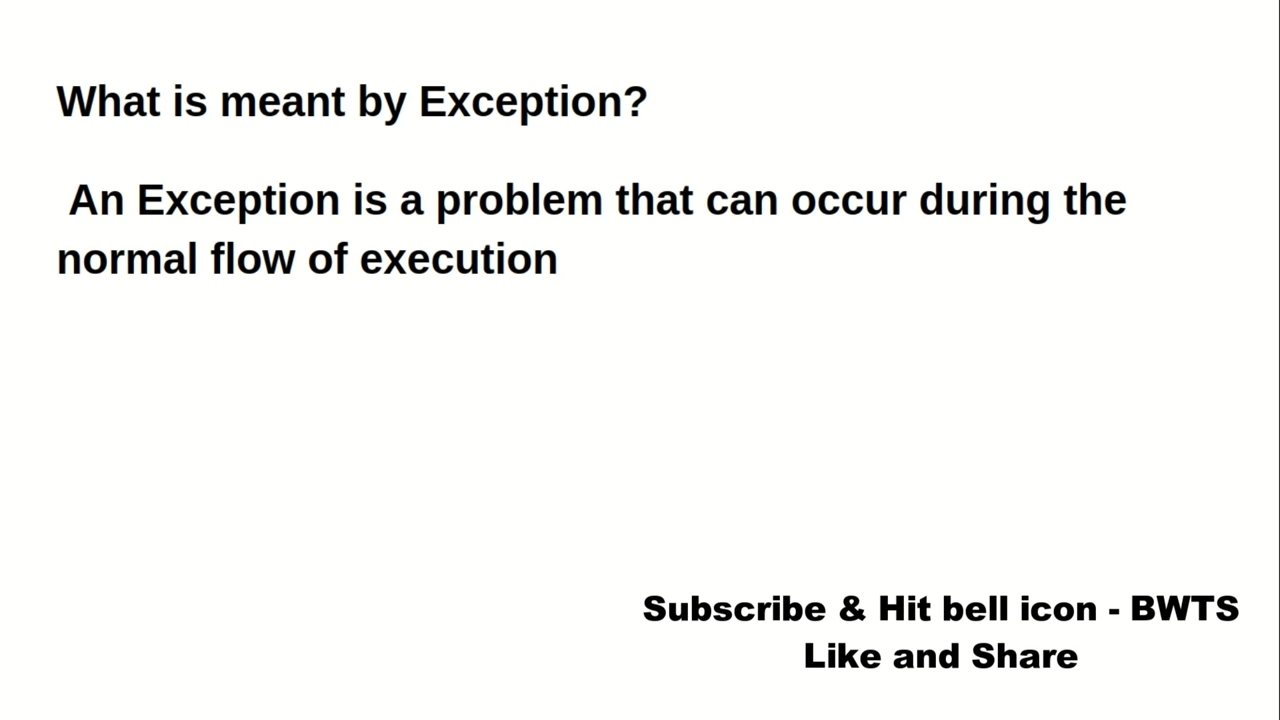 What is meant by Exception?
An Exception is a problem that can occur during the
normal flow of execution
Subscribe & Hit bell icon - BWTS
Like and Share